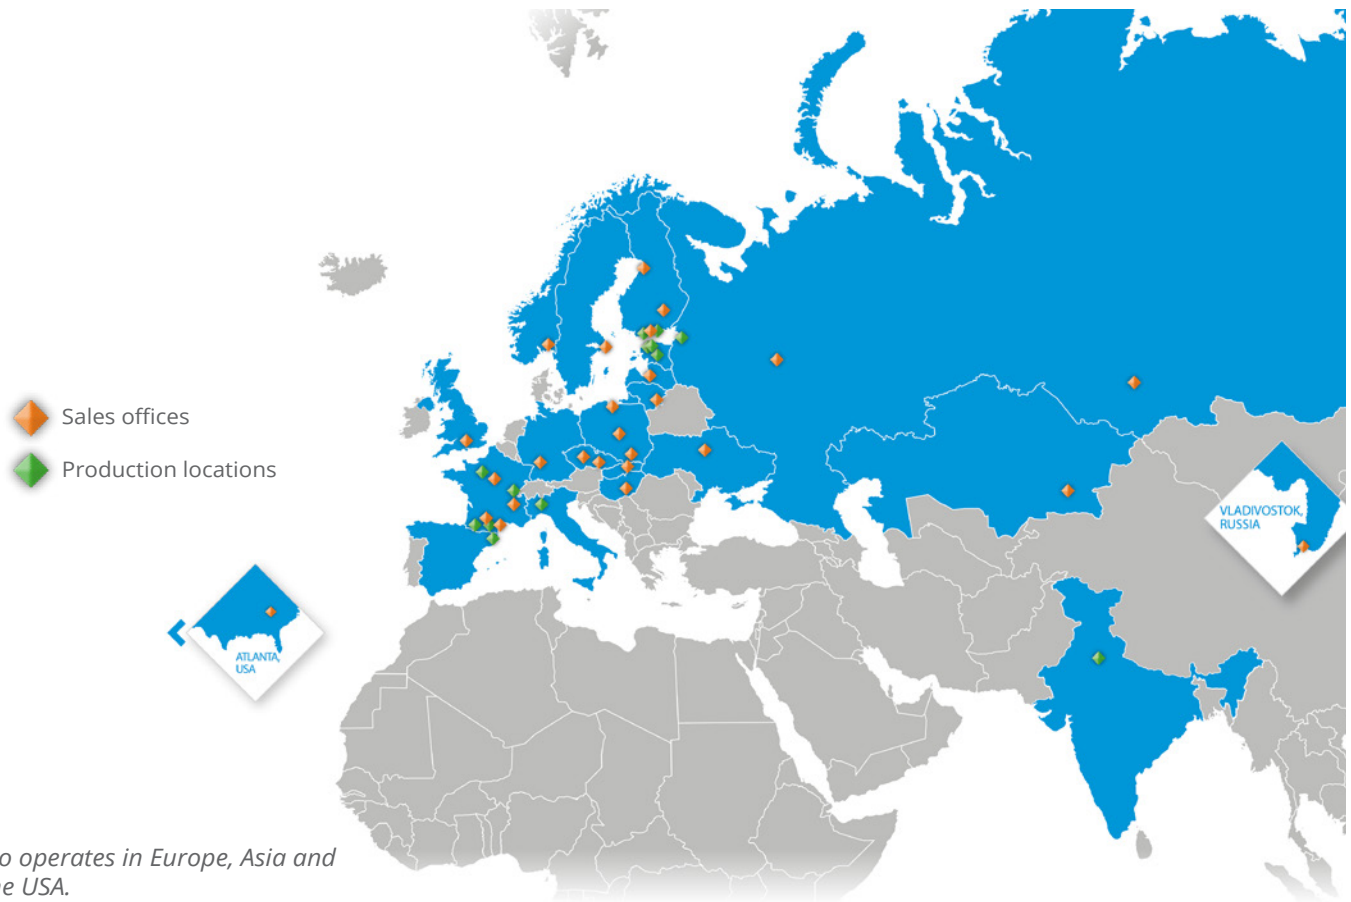 Sales offices
Production locations
VLADIVOSTOK,
RUSSIA
ATLANTA,
USA
operates in Europe, Asia and
USA.